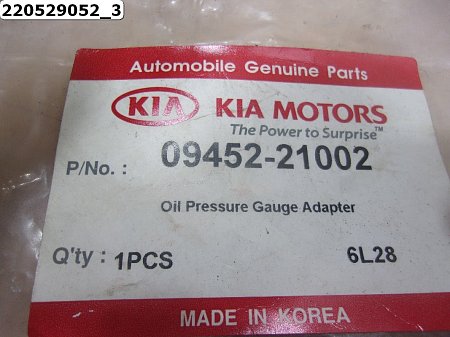 220529052_3
Automobile Genuine Parts
KIA KIA MOTORS
The Power to Surprise™
P/No. : 09452-21002
Oil Pressure Gauge Adapter
Q'ty : 1PCS 6L28
MADE IN KOREA